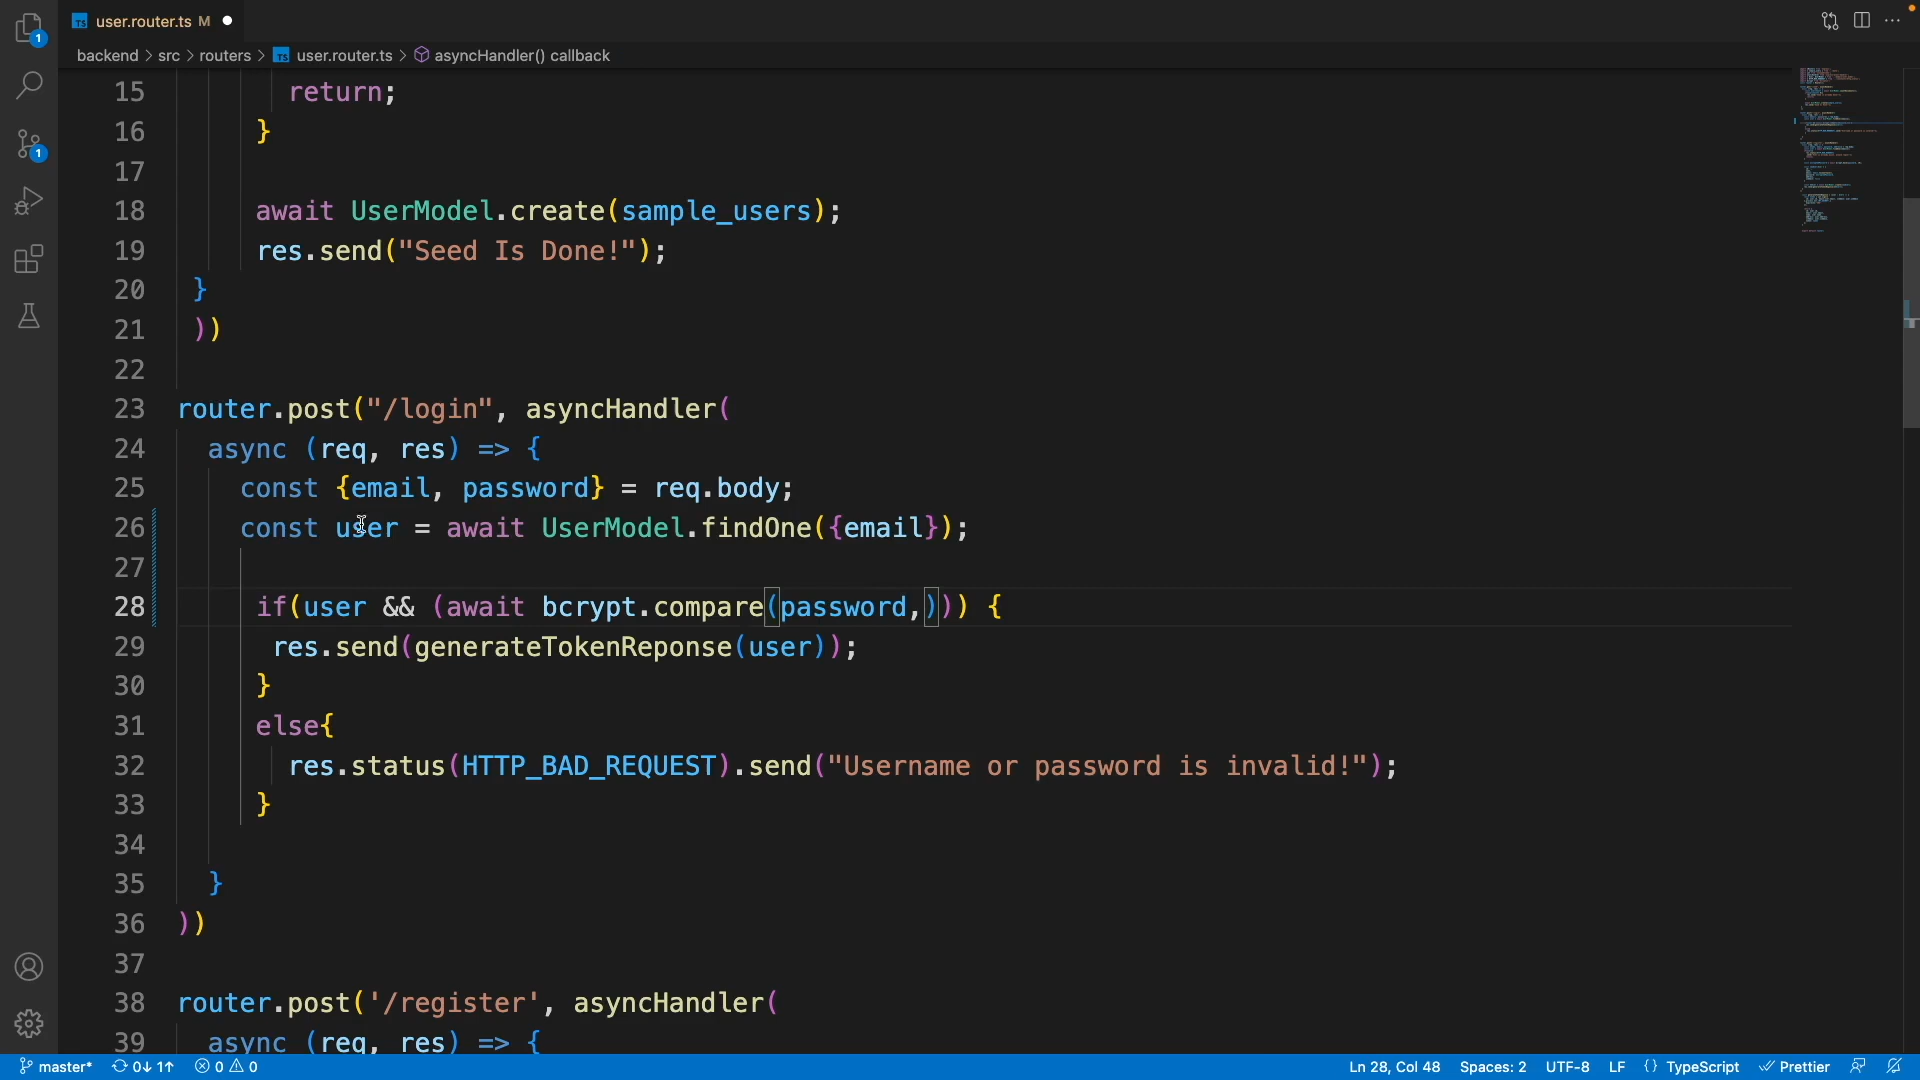 user.router.ts M
backend > src > routers > user.router.ts > asyncHandler() callback
15 return;
16 }
17
18 await UserModel.create(sample_users);
19 res.send("Seed Is Done!");
20 }
21 ))
22
23 router.post("/login", asyncHandler(
24 async (req, res) => {
25 const {email, password} = req.body;
26 const user = await UserModel.findOne({email});
27
28 if(user && (await bcrypt.compare(password,))) {
29 res.send(generateTokenReponse(user));
30 }
31 else{
32 res.status(HTTP_BAD_REQUEST).send("Username or password is invalid!");
33 }
34
35 }
36 ))
37
38 router.post('/register', asyncHandler(
39 async (req, res) => {
1
1
master* 0↓ 1↑ 0 0 Ln 28, Col 48 Spaces: 2 UTF-8 LF {} TypeScript Prettier